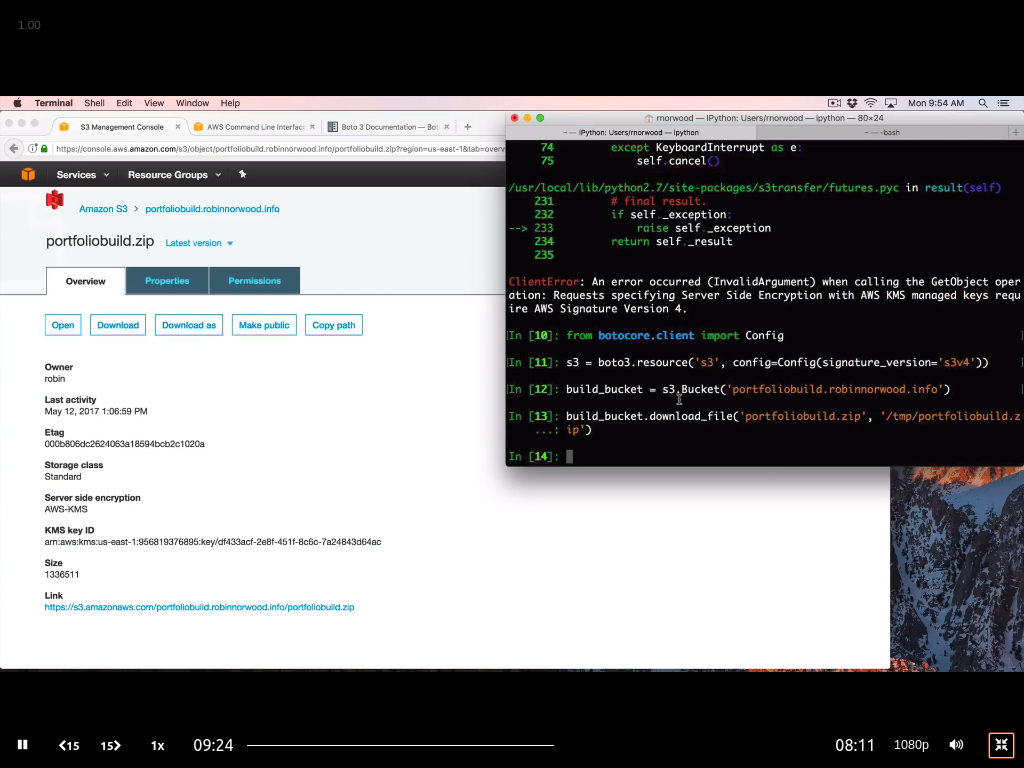 1.00
Terminal Shell Edit View Window Help
Mon 9:54 AM
S3 Management Console
AWS Command Line Interfac
Boto 3 Documentation — Bot
https://console.aws.amazon.com/s3/object/portfoliobuild.robinnorwood.info/portfoliobuild.zip?region=us-east-1&tab=overv
Services
Resource Groups
Amazon S3 > portfoliobuild.robinnorwood.info
portfoliobuild.zip Latest version
Overview Properties Permissions
Open Download Download as Make public Copy path
Owner
robin
Last activity
May 12, 2017 1:06:59 PM
Etag
000b806dc2624063a18594bcb2c1020a
Storage class
Standard
Server side encryption
AWS-KMS
KMS key ID
arn:aws:kms:us-east-1:956819376895:key/df433acf-2e8f-451f-8c6c-7a24843d64ac
Size
1336511
Link
https://s3.amazonaws.com/portfoliobuild.robinnorwood.info/portfoliobuild.zip
rnorwood — IPython: Users/rnorwood — ipython — 80×24
~ — IPython: Users/rnorwood — ipython
~ — -bash
74 except KeyboardInterrupt as e:
75 self.cancel()
/usr/local/lib/python2.7/site-packages/s3transfer/futures.pyc in result(self)
231 # final result.
232 if self._exception:
--> 233 raise self._exception
234 return self._result
235
ClientError: An error occurred (InvalidArgument) when calling the GetObject oper
ation: Requests specifying Server Side Encryption with AWS KMS managed keys requ
ire AWS Signature Version 4.
In [10]: from botocore.client import Config
In [11]: s3 = boto3.resource('s3', config=Config(signature_version='s3v4'))
In [12]: build_bucket = s3.Bucket('portfoliobuild.robinnorwood.info')
In [13]: build_bucket.download_file('portfoliobuild.zip', '/tmp/portfoliobuild.z
...: ip')
In [14]:
15 15 1x 09:24 08:11 1080p